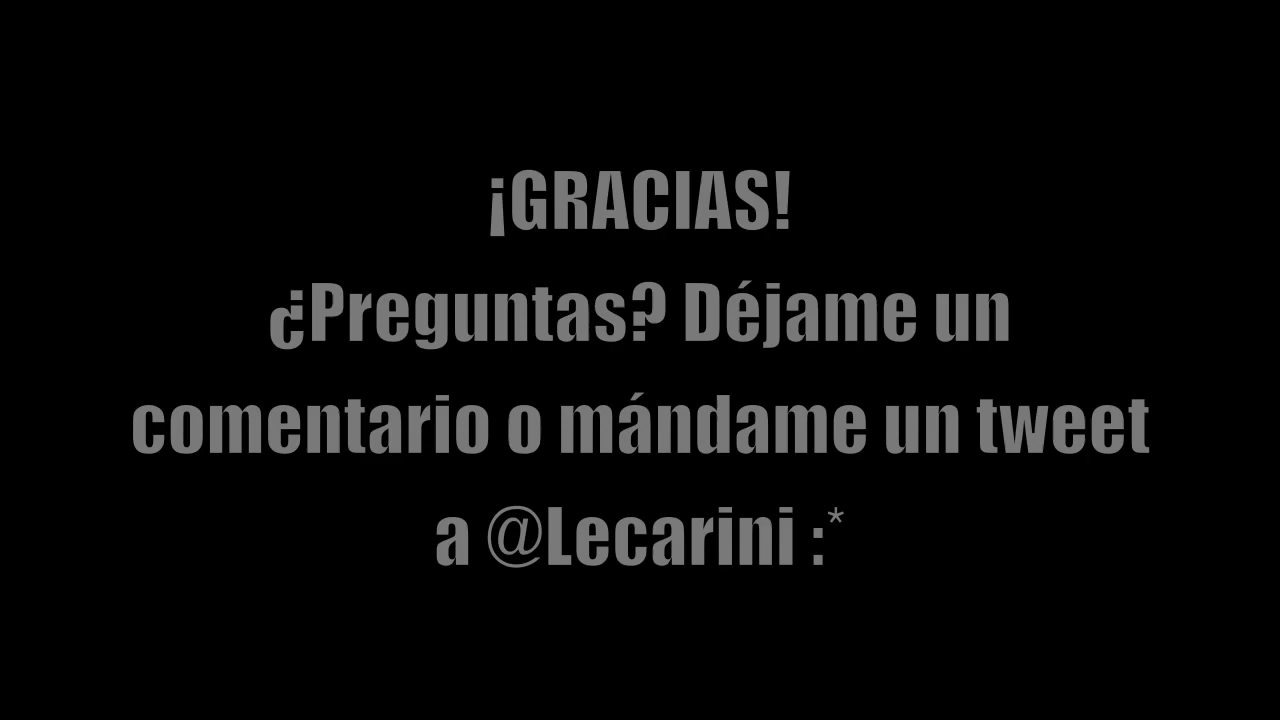 ¡GRACIAS!
¿Preguntas? Déjame un
comentario o mándame un tweet
a @Lecarini :*